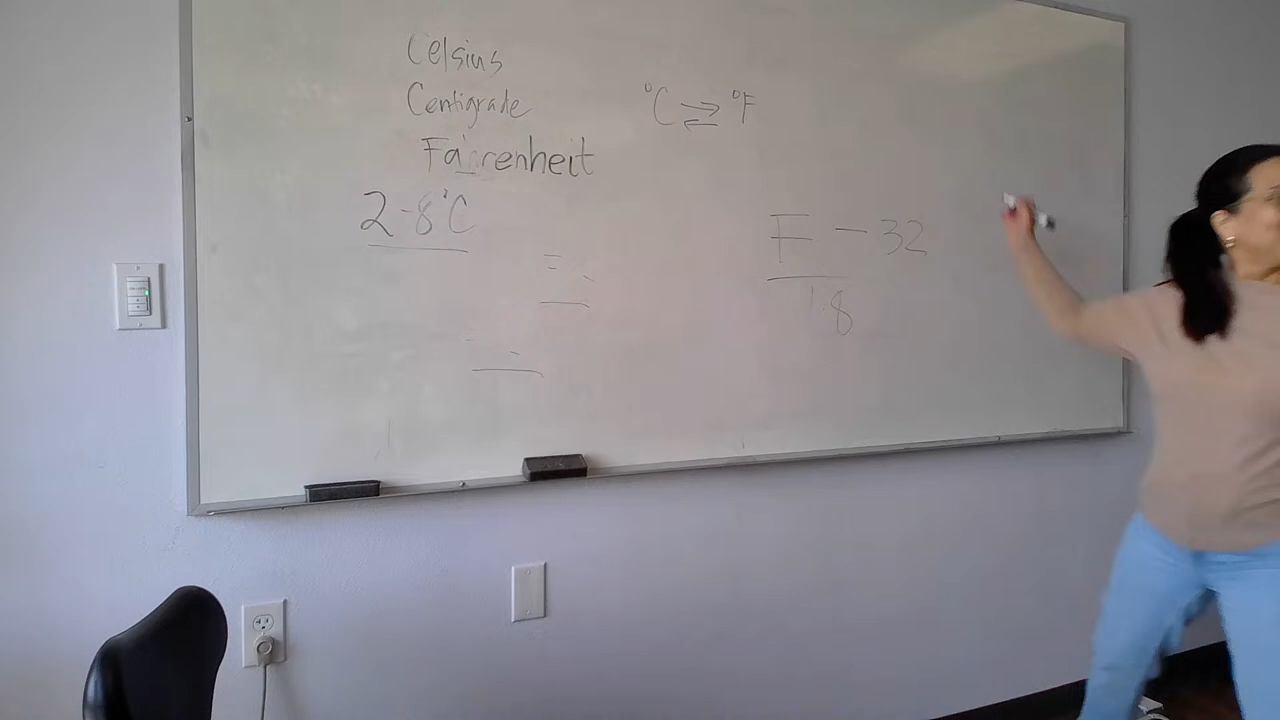 Celsius
Centigrade
°C ⇄ °F
Fahrenheit
2-8°C
F - 32
1.8